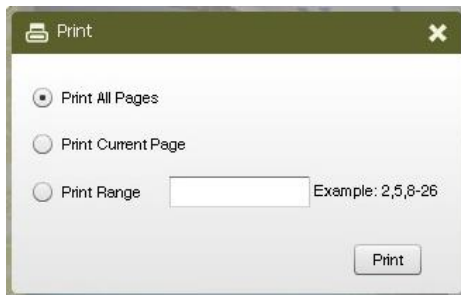 Print
Print All Pages
Print Current Page
Print Range Example: 2,5,8-26
Print